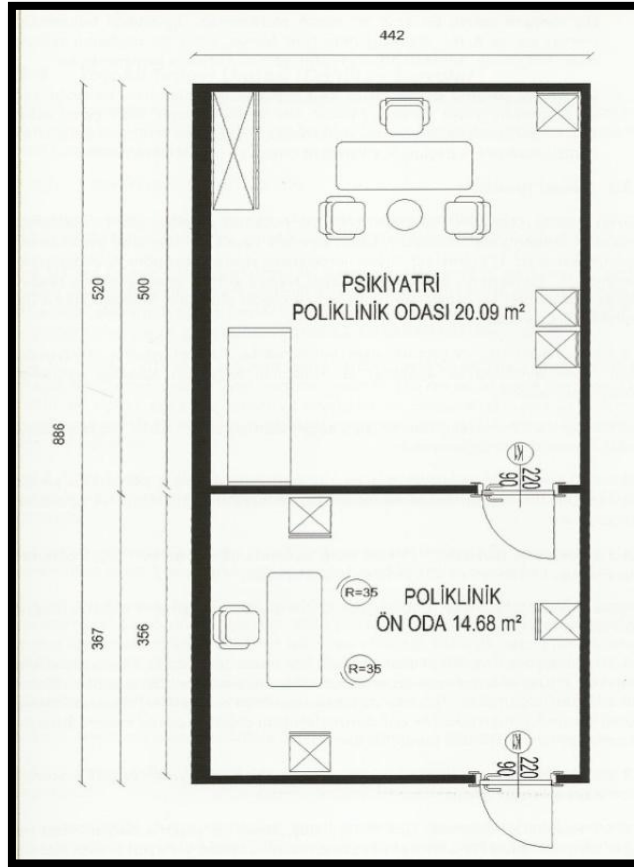 442
520
500
886
PSİKİYATRİ
POLİKLİNİK ODASI 20.09 m²
K1
90
220
367
356
R=35
POLİKLİNİK
ÖN ODA 14.68 m²
R=35
90
220